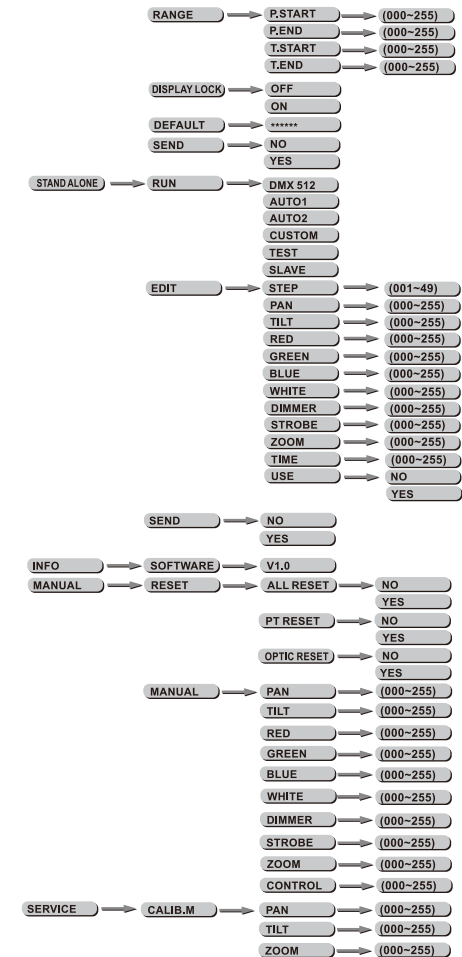 RANGE P.START (000~255)
P.END (000~255)
T.START (000~255)
T.END (000~255)
DISPLAY LOCK OFF
ON
DEFAULT ******
SEND NO
YES
STAND ALONE RUN DMX 512
AUTO1
AUTO2
CUSTOM
TEST
SLAVE
EDIT STEP (001~49)
PAN (000~255)
TILT (000~255)
RED (000~255)
GREEN (000~255)
BLUE (000~255)
WHITE (000~255)
DIMMER (000~255)
STROBE (000~255)
ZOOM (000~255)
TIME (000~255)
USE NO
YES
SEND NO
YES
INFO SOFTWARE V1.0
MANUAL RESET ALL RESET NO
YES
PT RESET NO
YES
OPTIC RESET NO
YES
MANUAL PAN (000~255)
TILT (000~255)
RED (000~255)
GREEN (000~255)
BLUE (000~255)
WHITE (000~255)
DIMMER (000~255)
STROBE (000~255)
ZOOM (000~255)
CONTROL (000~255)
SERVICE CALIB.M PAN (000~255)
TILT (000~255)
ZOOM (000~255)